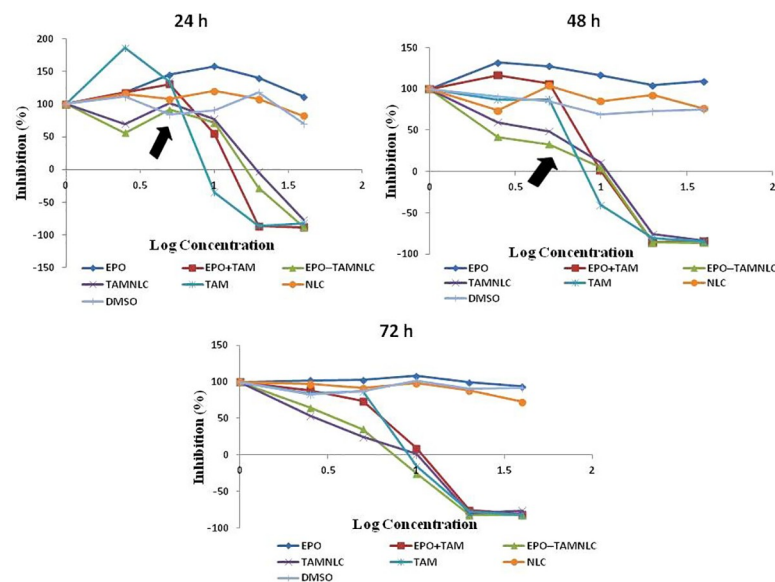 24 h
200
150
100
50
0
-50
-100
-150
0
0.5
1
1.5
2
Inhibition (%)
Log Concentration
EPO EPO+TAM EPO–TAMNLC
TAMNLC TAM NLC
DMSO
48 h
150
100
50
0
-50
-100
0
0.5
1
1.5
2
Inhibition (%)
Log Concentration
EPO EPO+TAM EPO–TAMNLC
TAMNLC TAM NLC
DMSO
72 h
150
100
50
0
-50
-100
0
0.5
1
1.5
2
Inhibition (%)
Log Concentration
EPO EPO+TAM EPO–TAMNLC
TAMNLC TAM NLC
DMSO